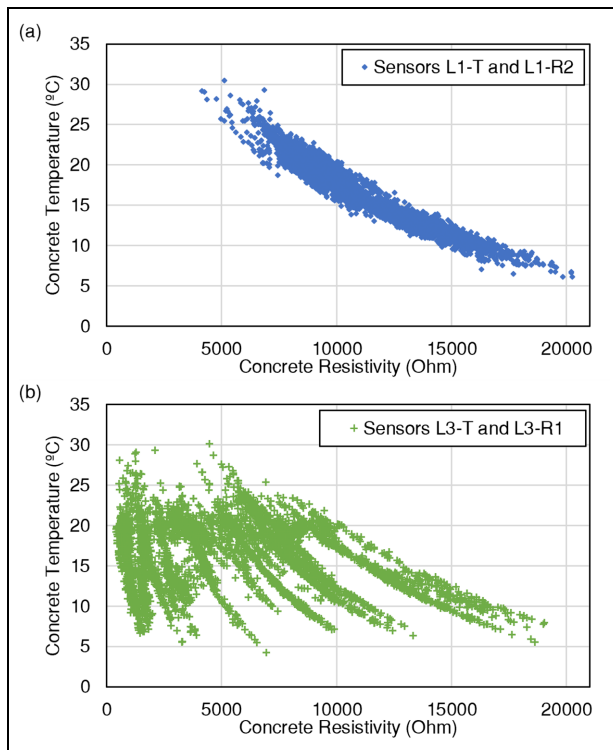 (a)
35
30
25
20
15
10
5
0
Concrete Temperature (ºC)
Sensors L1-T and L1-R2
0 5000 10000 15000 20000
Concrete Resistivity (Ohm)
(b)
35
30
25
20
15
10
5
0
Concrete Temperature (ºC)
Sensors L3-T and L3-R1
0 5000 10000 15000 20000
Concrete Resistivity (Ohm)